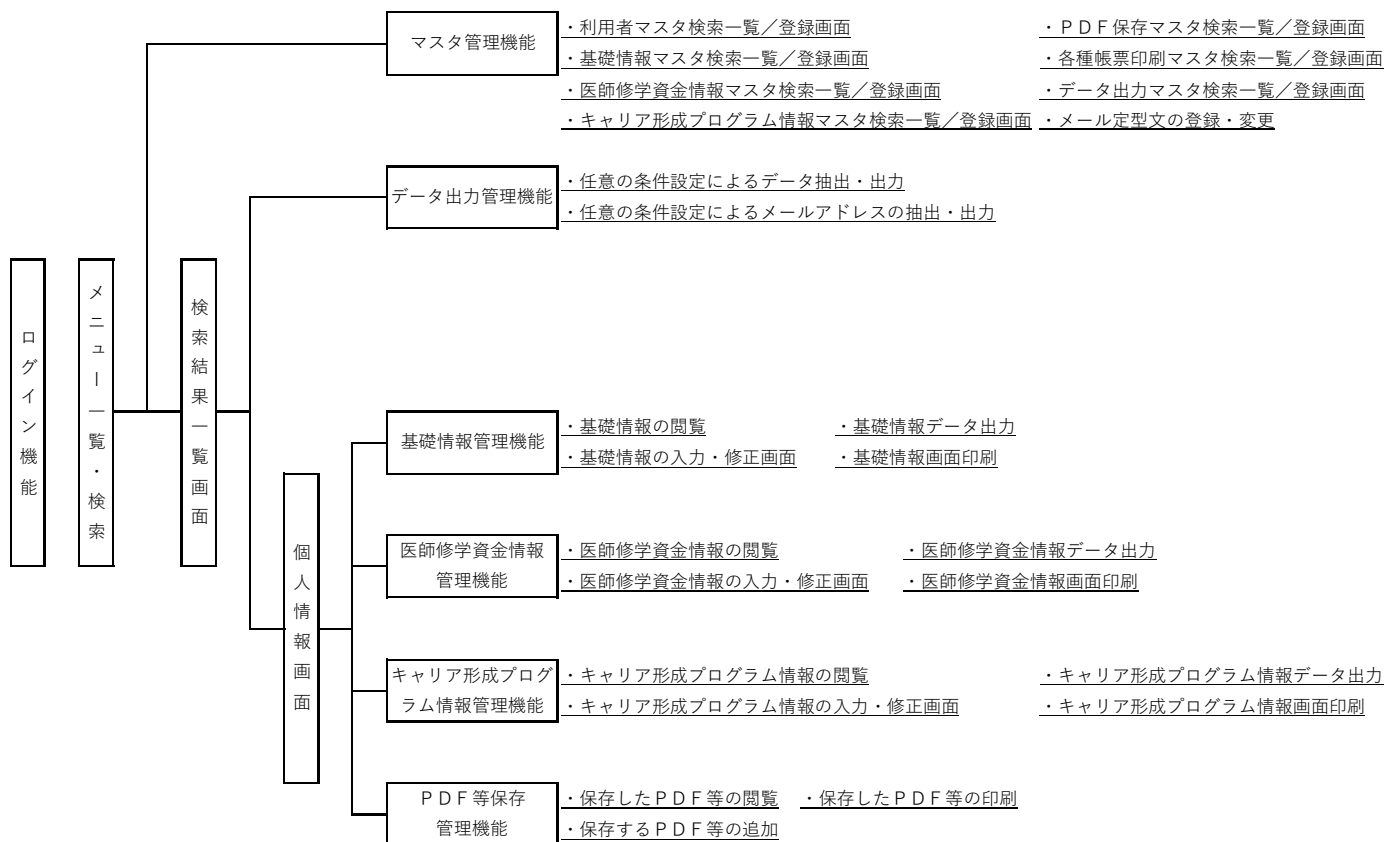 ログイン機能
メニュー一覧・検索
検索結果一覧画面
個人情報画面
マスタ管理機能
・利用者マスタ検索一覧／登録画面
・ＰＤＦ保存マスタ検索一覧／登録画面
・基礎情報マスタ検索一覧／登録画面
・各種帳票印刷マスタ検索一覧／登録画面
・医師修学資金情報マスタ検索一覧／登録画面
・データ出力マスタ検索一覧／登録画面
・キャリア形成プログラム情報マスタ検索一覧／登録画面
・メール定型文の登録・変更
データ出力管理機能
・任意の条件設定によるデータ抽出・出力
・任意の条件設定によるメールアドレスの抽出・出力
基礎情報管理機能
・基礎情報の閲覧
・基礎情報データ出力
・基礎情報の入力・修正画面
・基礎情報画面印刷
医師修学資金情報
管理機能
・医師修学資金情報の閲覧
・医師修学資金情報データ出力
・医師修学資金情報の入力・修正画面
・医師修学資金情報画面印刷
キャリア形成プログ
ラム情報管理機能
・キャリア形成プログラム情報の閲覧
・キャリア形成プログラム情報データ出力
・キャリア形成プログラム情報の入力・修正画面
・キャリア形成プログラム情報画面印刷
ＰＤＦ等保存
管理機能
・保存したＰＤＦ等の閲覧
・保存したＰＤＦ等の印刷
・保存するＰＤＦ等の追加